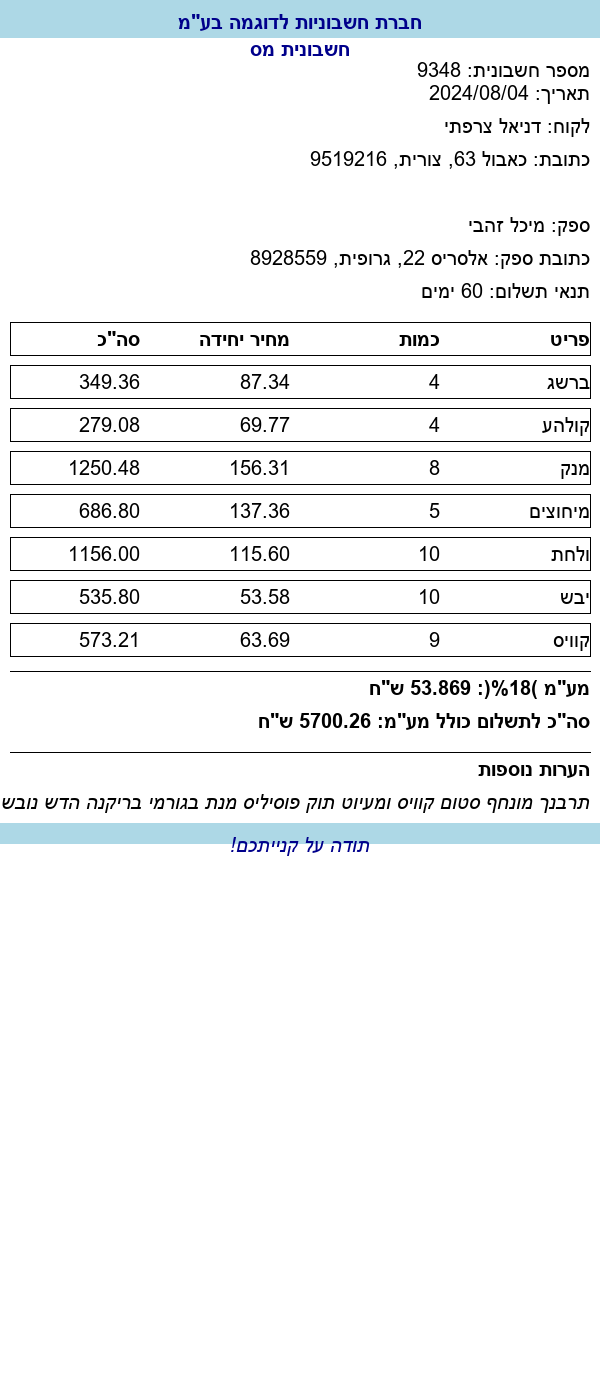 חברת חשבוניות לדוגמה בע"מ
חשבונית מס
מספר חשבונית: 9348
תאריך: 2024/08/04
לקוח: דניאל צרפתי
כתובת: כאבול 63, צורית, 9519216
ספק: מיכל זהבי
כתובת ספק: אלסריס 22, גרופית, 8928559
תנאי תשלום: 60 ימים
פריט כמות מחיר יחידה סה"כ
ברשג 4 87.34 349.36
קולהע 4 69.77 279.08
מנק 8 156.31 1250.48
מיחוצים 5 137.36 686.80
ולחת 10 115.60 1156.00
יבש 10 53.58 535.80
קוויס 9 63.69 573.21
מע"מ )18%(: 53.869 ש"ח
סה"כ לתשלום כולל מע"מ: 5700.26 ש"ח
הערות נוספות
תרבנך מונחף סטום קוויס ומעיוט תוק פוסיליס מנת בגורמי בריקנה הדש נובש
תודה על קנייתכם!